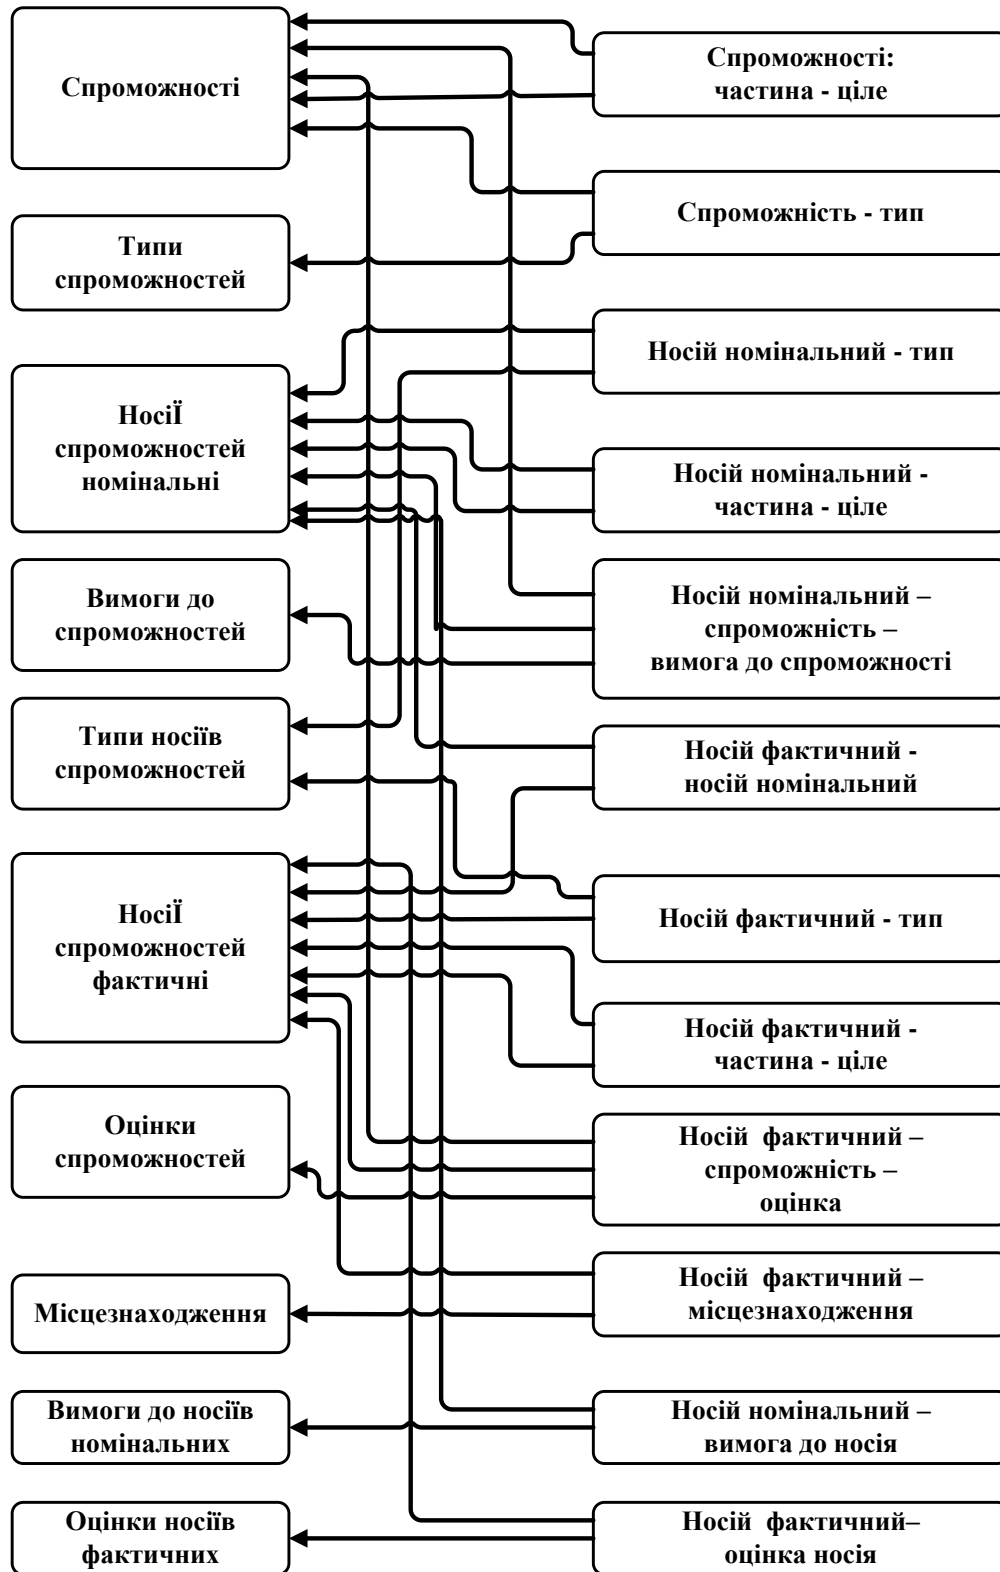 Спроможності
Типи
спроможностей
НосіЇ
спроможностей
номінальні
Вимоги до
спроможностей
Типи носіїв
спроможностей
НосіЇ
спроможностей
фактичні
Оцінки
спроможностей
Місцезнаходження
Вимоги до носіїв
номінальних
Оцінки носіїв
фактичних
Спроможності:
частина - ціле
Спроможність - тип
Носій номінальний - тип
Носій номінальний -
частина - ціле
Носій номінальний –
спроможність –
вимога до спроможності
Носій фактичний -
носій номінальний
Носій фактичний - тип
Носій фактичний -
частина - ціле
Носій фактичний –
спроможність –
оцінка
Носій фактичний –
місцезнаходження
Носій номінальний –
вимога до носія
Носій фактичний–
оцінка носія